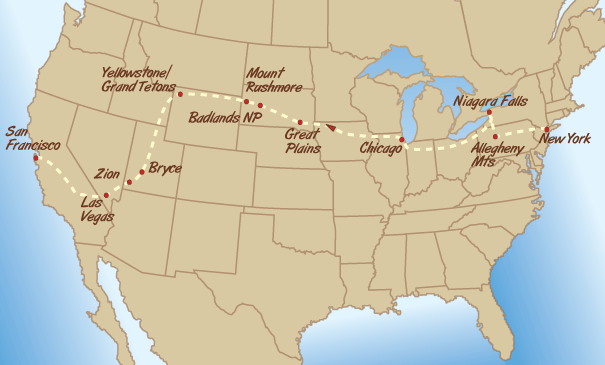 Yellowstone/
Grand Tetons
Mount
Rushmore
Badlands NP
Niagara Falls
San
Francisco
Great
Plains
Chicago
Allegheny
Mts
New York
Zion
Bryce
Las
Vegas